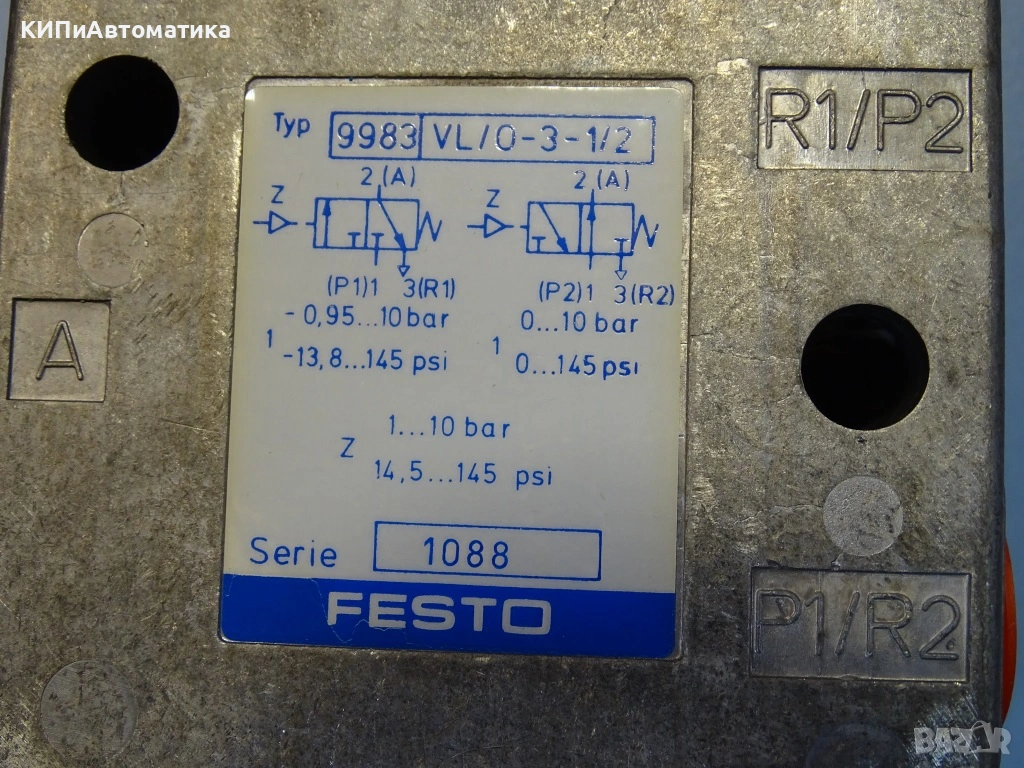 КИПиАвтоматика
Typ 9983 VL/O-3-1/2
R1/P2
2 (A) 2 (A)
Z Z
(P1)1 3(R1) (P2)1 3(R2)
A
- 0,95...10 bar 0...10 bar
1 1
-13,8...145 psi 0...145 psi
1...10 bar
Z
14,5...145 psi
Serie 1088
FESTO
P1/R2
BAZAR